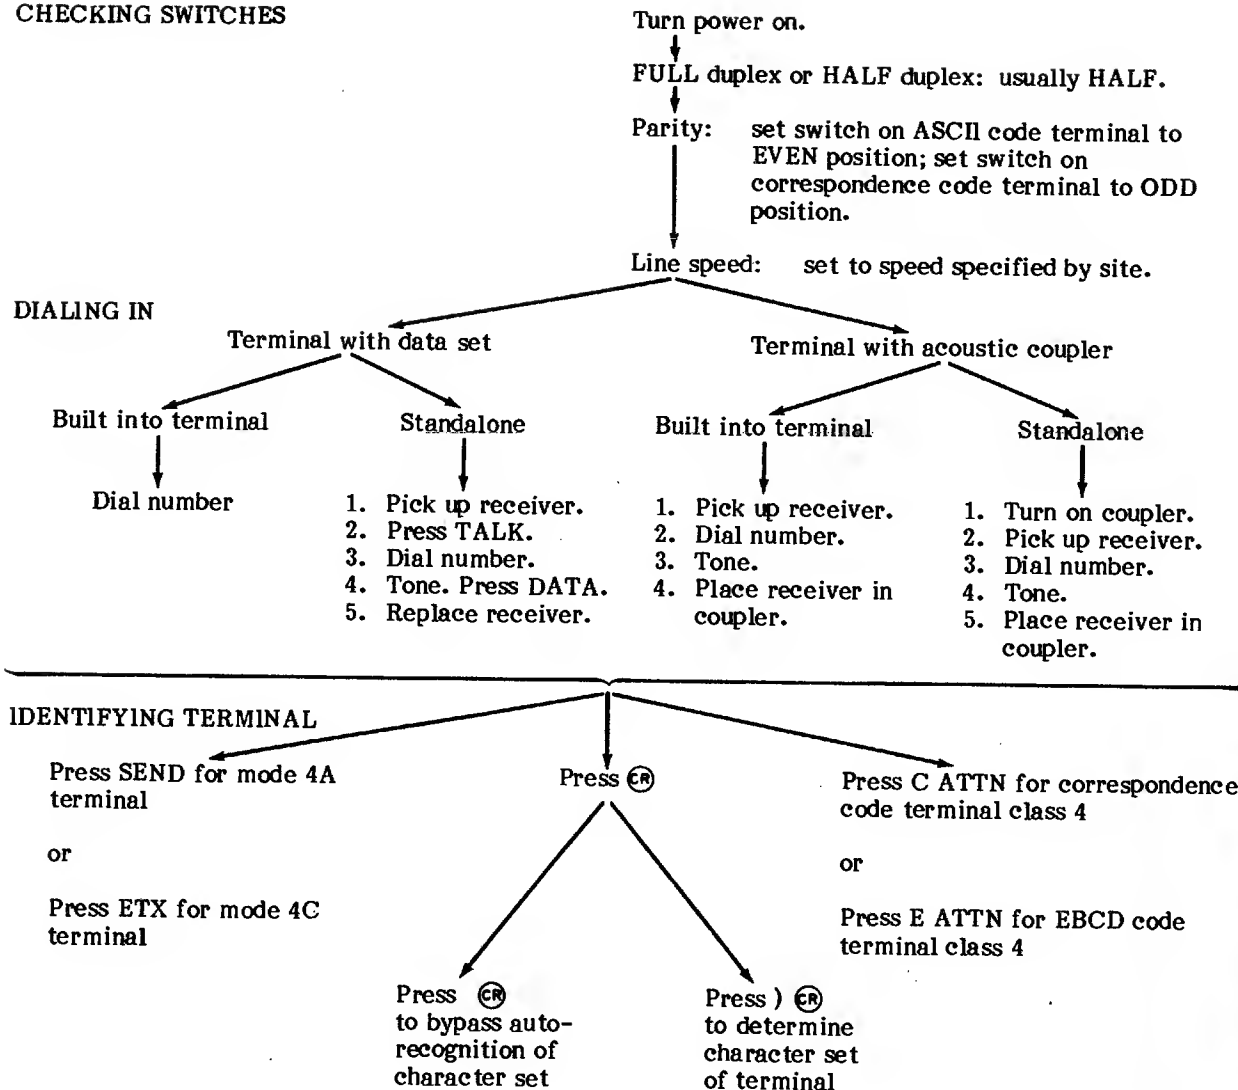 CHECKING SWITCHES
Turn power on.
FULL duplex or HALF duplex: usually HALF.
Parity: set switch on ASCII code terminal to
EVEN position; set switch on
correspondence code terminal to ODD
position.
Line speed: set to speed specified by site.
DIALING IN
Terminal with data set
Terminal with acoustic coupler
Built into terminal
Standalone
Built into terminal
Standalone
Dial number
1. Pick up receiver.
2. Press TALK.
3. Dial number.
4. Tone. Press DATA.
5. Replace receiver.
1. Pick up receiver.
2. Dial number.
3. Tone.
4. Place receiver in
coupler.
1. Turn on coupler.
2. Pick up receiver.
3. Dial number.
4. Tone.
5. Place receiver in
coupler.
IDENTIFYING TERMINAL
Press SEND for mode 4A
terminal
or
Press ETX for mode 4C
terminal
Press CR
Press C ATTN for correspondence
code terminal class 4
or
Press E ATTN for EBCD code
terminal class 4
Press CR
to bypass auto-
recognition of
character set
Press ) CR
to determine
character set
of terminal